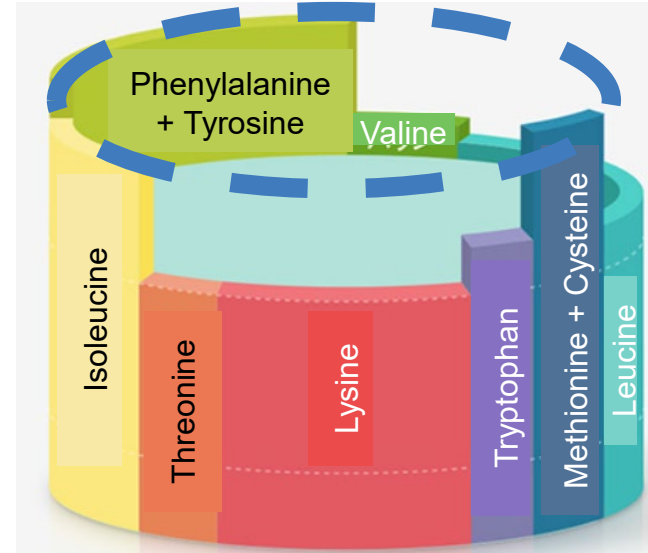 Phenylalanine
+ Tyrosine
Valine
Isoleucine
Threonine
Lysine
Tryptophan
Methionine + Cysteine
Leucine